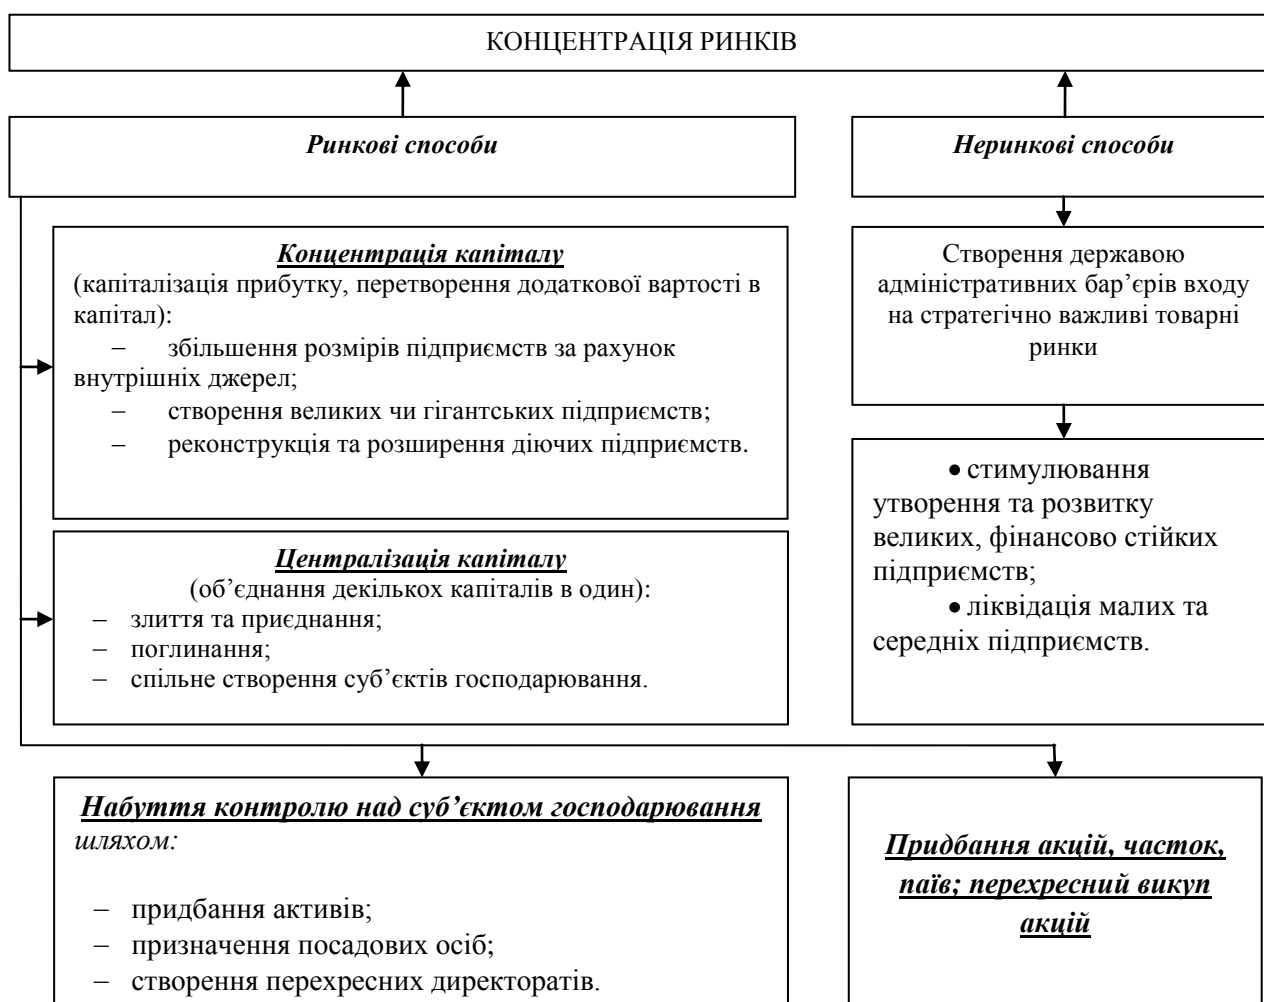 КОНЦЕНТРАЦІЯ РИНКІВ
Ринкові способи
Неринкові способи
Концентрація капіталу
(капіталізація прибутку, перетворення додаткової вартості в
капітал):
– збільшення розмірів підприємств за рахунок
внутрішніх джерел;
– створення великих чи гігантських підприємств;
– реконструкція та розширення діючих підприємств.
Створення державою
адміністративних бар’єрів входу
на стратегічно важливі товарні
ринки
Централізація капіталу
(об’єднання декількох капіталів в один):
– злиття та приєднання;
– поглинання;
– спільне створення суб’єктів господарювання.
• стимулювання
утворення та розвитку
великих, фінансово стійких
підприємств;
• ліквідація малих та
середніх підприємств.
Набуття контролю над суб’єктом господарювання
шляхом:
– придбання активів;
– призначення посадових осіб;
– створення перехресних директоратів.
Придбання акцій, часток,
паїв; перехресний викуп
акцій